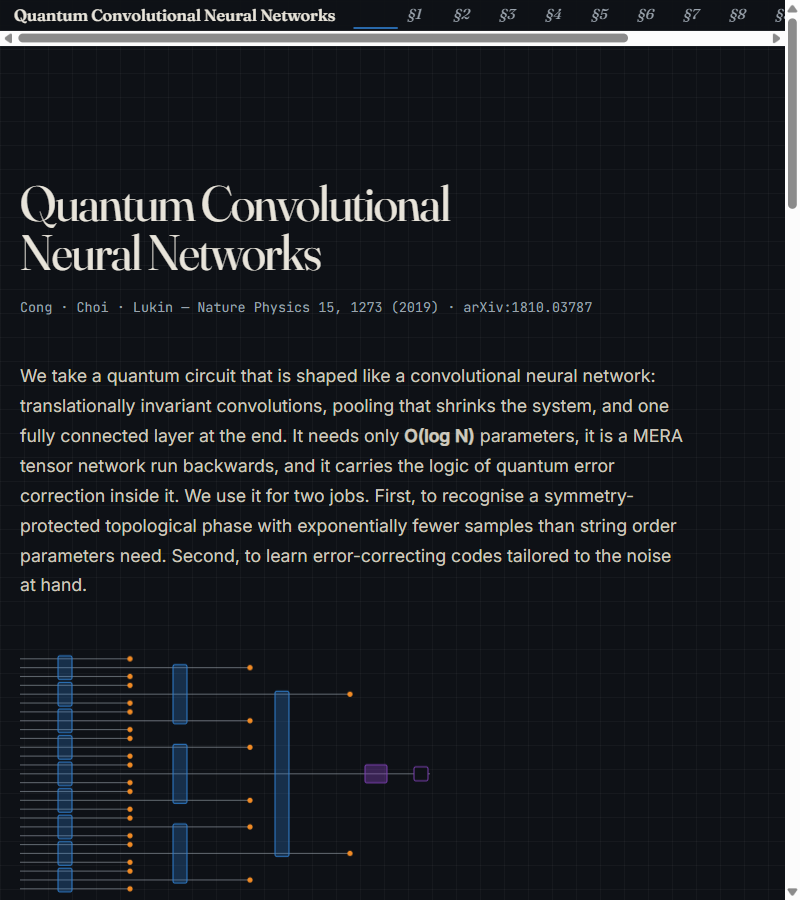 Quantum Convolutional Neural Networks §1 §2 §3 §4 §5 §6 §7 §8 §
Quantum Convolutional
Neural Networks
Cong · Choi · Lukin — Nature Physics 15, 1273 (2019) · arXiv:1810.03787
We take a quantum circuit that is shaped like a convolutional neural network:
translationally invariant convolutions, pooling that shrinks the system, and one
fully connected layer at the end. It needs only O(log N) parameters, it is a MERA
tensor network run backwards, and it carries the logic of quantum error
correction inside it. We use it for two jobs. First, to recognise a symmetry-
protected topological phase with exponentially fewer samples than string order
parameters need. Second, to learn error-correcting codes tailored to the noise
at hand.